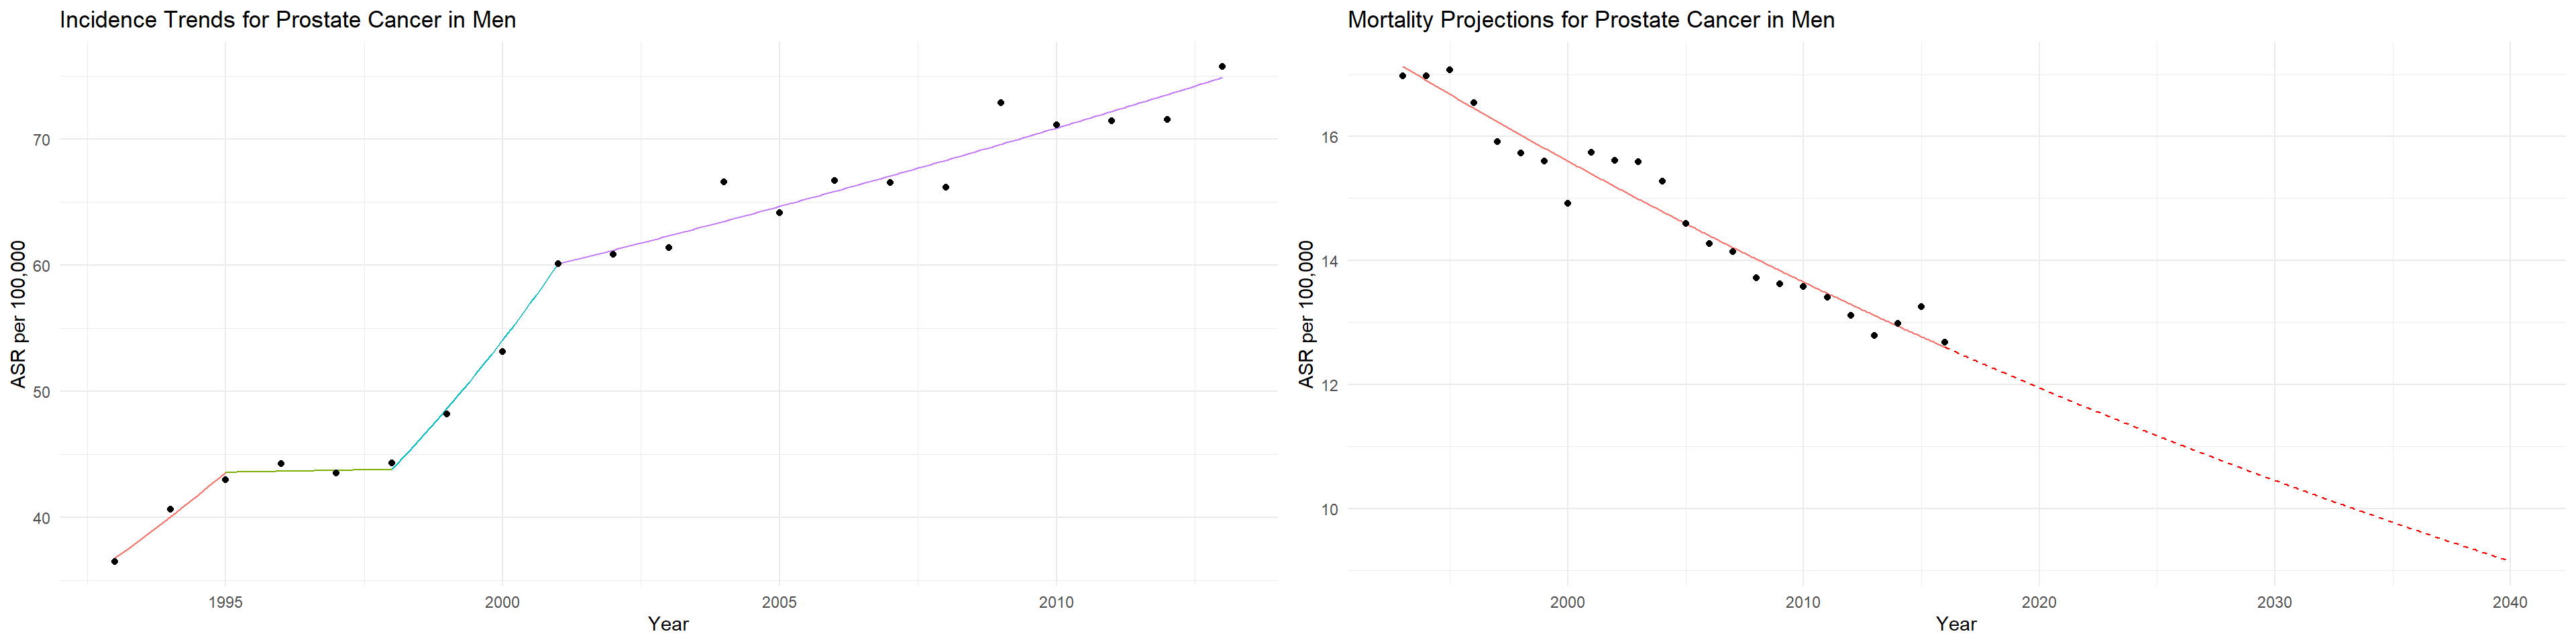 Incidence Trends for Prostate Cancer in Men
ASR per 100,000
70
60
50
40
1995 2000 2005 2010
Year
Mortality Projections for Prostate Cancer in Men
ASR per 100,000
16
14
12
10
2000 2010 2020 2030 2040
Year